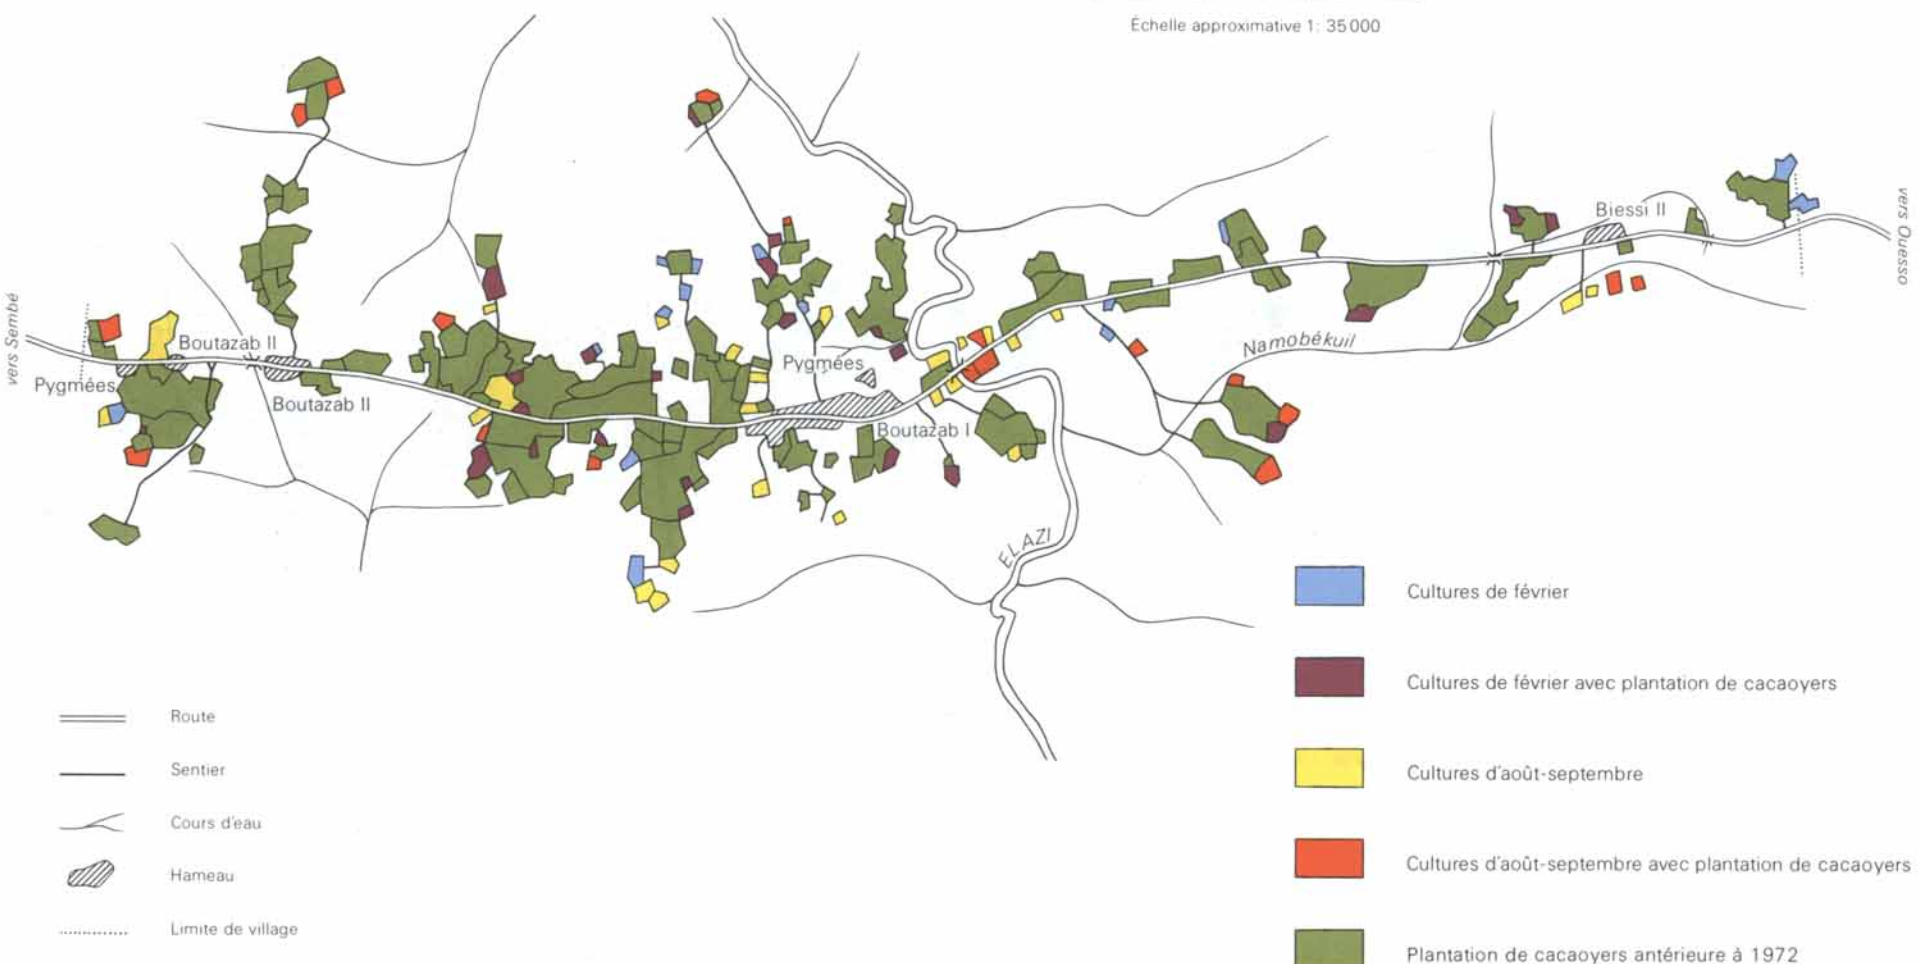 Échelle approximative 1: 35 000
vers Sembé
Pygmées
Boutazab II
Boutazab II
Pygmées
Boutazab I
ELAZI
Namobékuil
Biessi II
vers Ouesso
Route
Sentier
Cours d'eau
Hameau
Limite de village
Cultures de février
Cultures de février avec plantation de cacaoyers
Cultures d'août-septembre
Cultures d'août-septembre avec plantation de cacaoyers
Plantation de cacaoyers antérieure à 1972